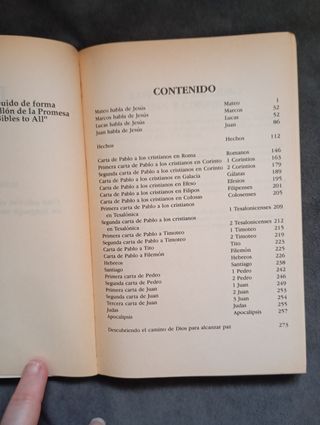 uido de forma
llón de la Promesa
ibles to All"
CONTENIDO
Mateo habla de Jesús Mateo 1
Marcos habla de Jesús Marcos 32
Lucas habla de Jesús Lucas 52
Juan habla de Jesús Juan 86
Hechos Hechos 112
Carta de Pablo a los cristianos en Roma Romanos 146
Primera carta de Pablo a los cristianos en Corinto 1 Corintios 163
Segunda carta de Pablo a los cristianos en Corinto 2 Corintios 179
Carta de Pablo a los cristianos en Galacia Gálatas 189
Carta de Pablo a los cristianos en Efeso Efesios 195
Carta de Pablo a los cristianos en Filipos Filipenses 201
Carta de Pablo a los cristianos en Colosas Colosenses 205
Primera carta de Pablo a los cristianos
en Tesalónica 1 Tesalonicenses 209
Segunda carta de Pablo a los cristianos
en Tesalónica 2 Tesalonicenses 212
Primera carta de Pablo a Timoteo 1 Timoteo 215
Segunda carta de Pablo a Timoteo 2 Timoteo 219
Carta de Pablo a Tito Tito 223
Carta de Pablo a Filemón Filemón 225
Hebreos Hebreos 226
Santiago Santiago 238
Primera carta de Pedro 1 Pedro 242
Segunda carta de Pedro 2 Pedro 246
Primera carta de Juan 1 Juan 249
Segunda carta de Juan 2 Juan 253
Tercera carta de Juan 3 Juan 254
Judas Judas 255
Apocalipsis Apocalipsis 257
Descubriendo el camino de Dios para alcanzar paz 273